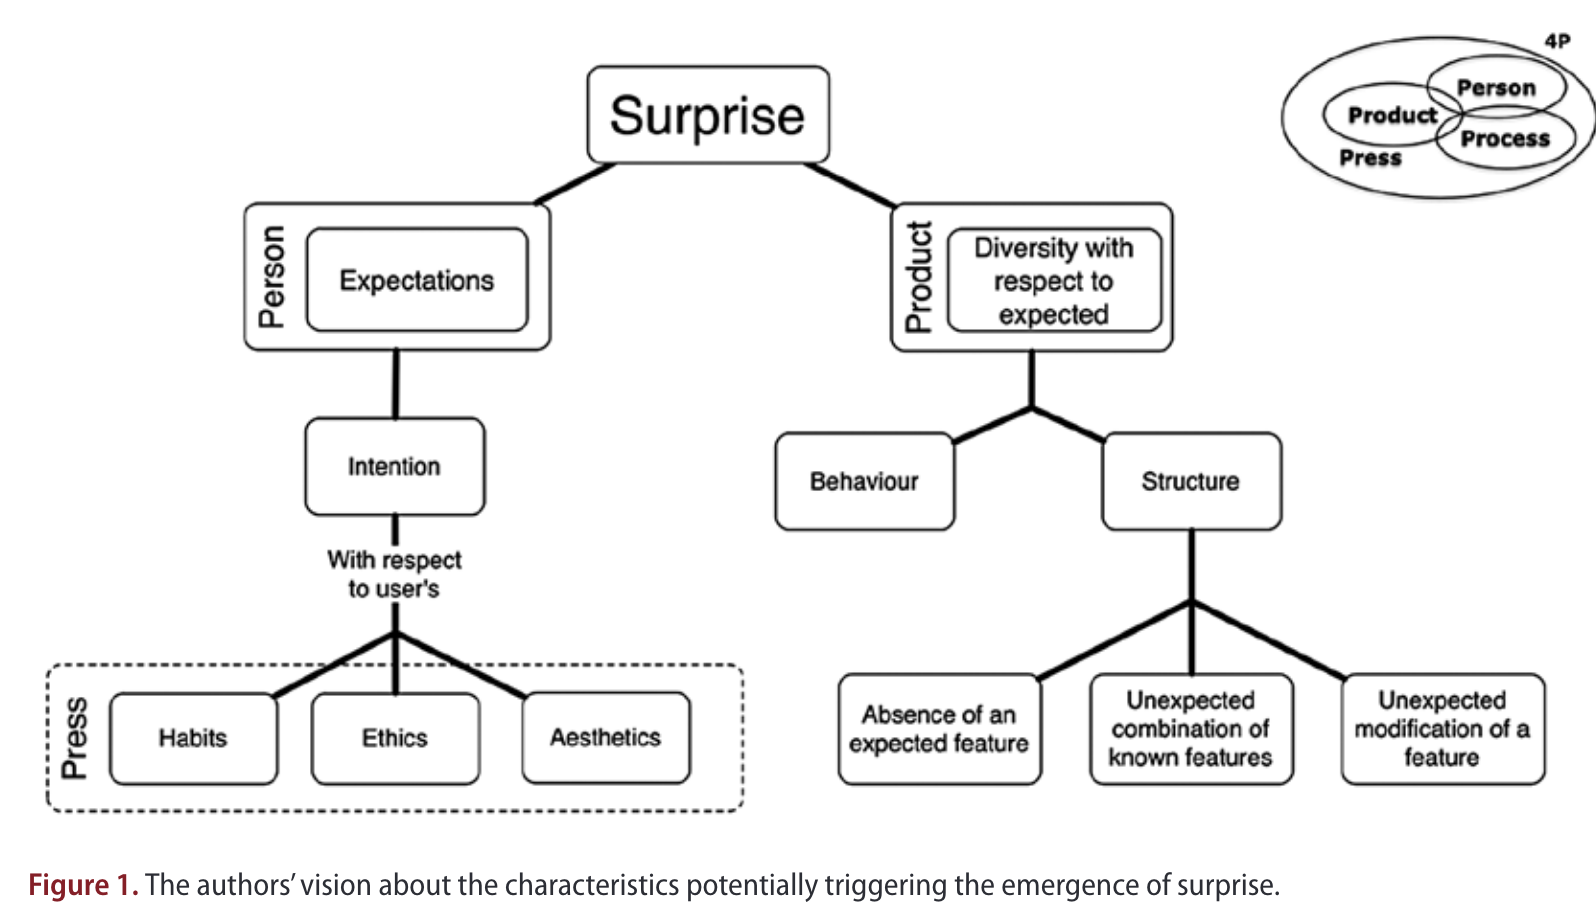 4P
Person
Product
Process
Press
Surprise
Person
Expectations
Product
Diversity with
respect to
expected
Intention
Behaviour
Structure
With respect
to user's
Press
Habits
Ethics
Aesthetics
Absence of an
expected feature
Unexpected
combination of
known features
Unexpected
modification of a
feature
Figure 1. The authors’ vision about the characteristics potentially triggering the emergence of surprise.